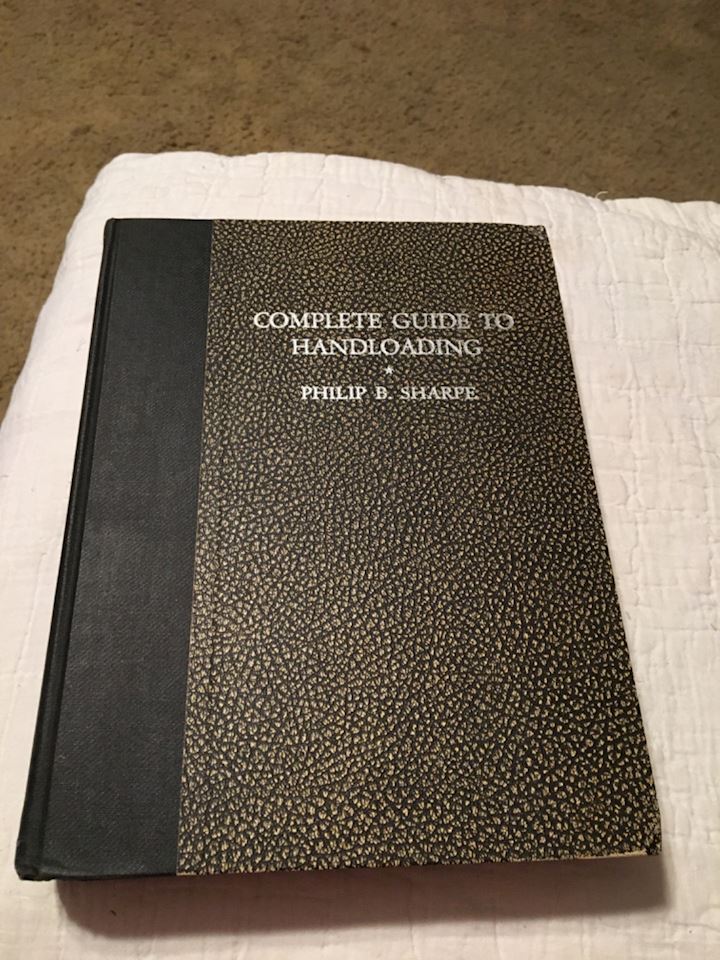 COMPLETE GUIDE TO
HANDLOADING
*
PHILIP B. SHARPE